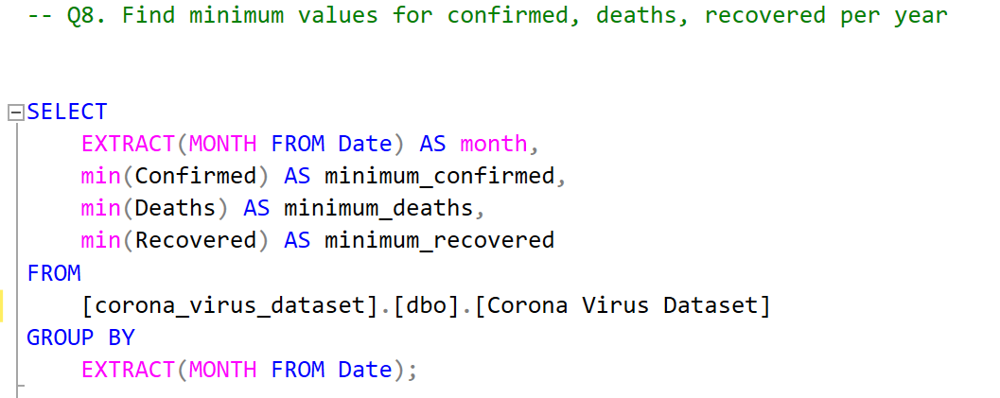 -- Q8. Find minimum values for confirmed, deaths, recovered per year
SELECT
EXTRACT(MONTH FROM Date) AS month,
min(Confirmed) AS minimum_confirmed,
min(Deaths) AS minimum_deaths,
min(Recovered) AS minimum_recovered
FROM
[corona_virus_dataset].[dbo].[Corona Virus Dataset]
GROUP BY
EXTRACT(MONTH FROM Date);